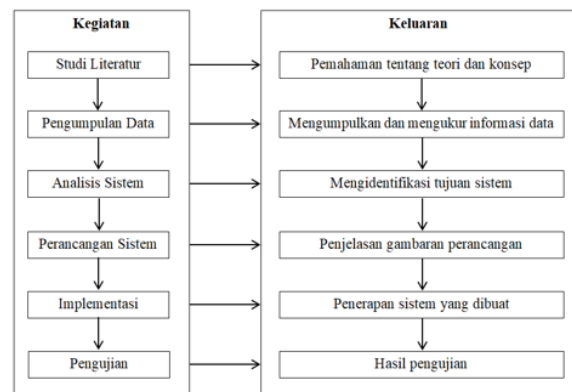 Kegiatan
Keluaran
Studi Literatur
Pemahaman tentang teori dan konsep
Pengumpulan Data
Mengumpulkan dan mengukur informasi data
Analisis Sistem
Mengidentifikasi tujuan sistem
Perancangan Sistem
Penjelasan gambaran perancangan
Implementasi
Penerapan sistem yang dibuat
Pengujian
Hasil pengujian